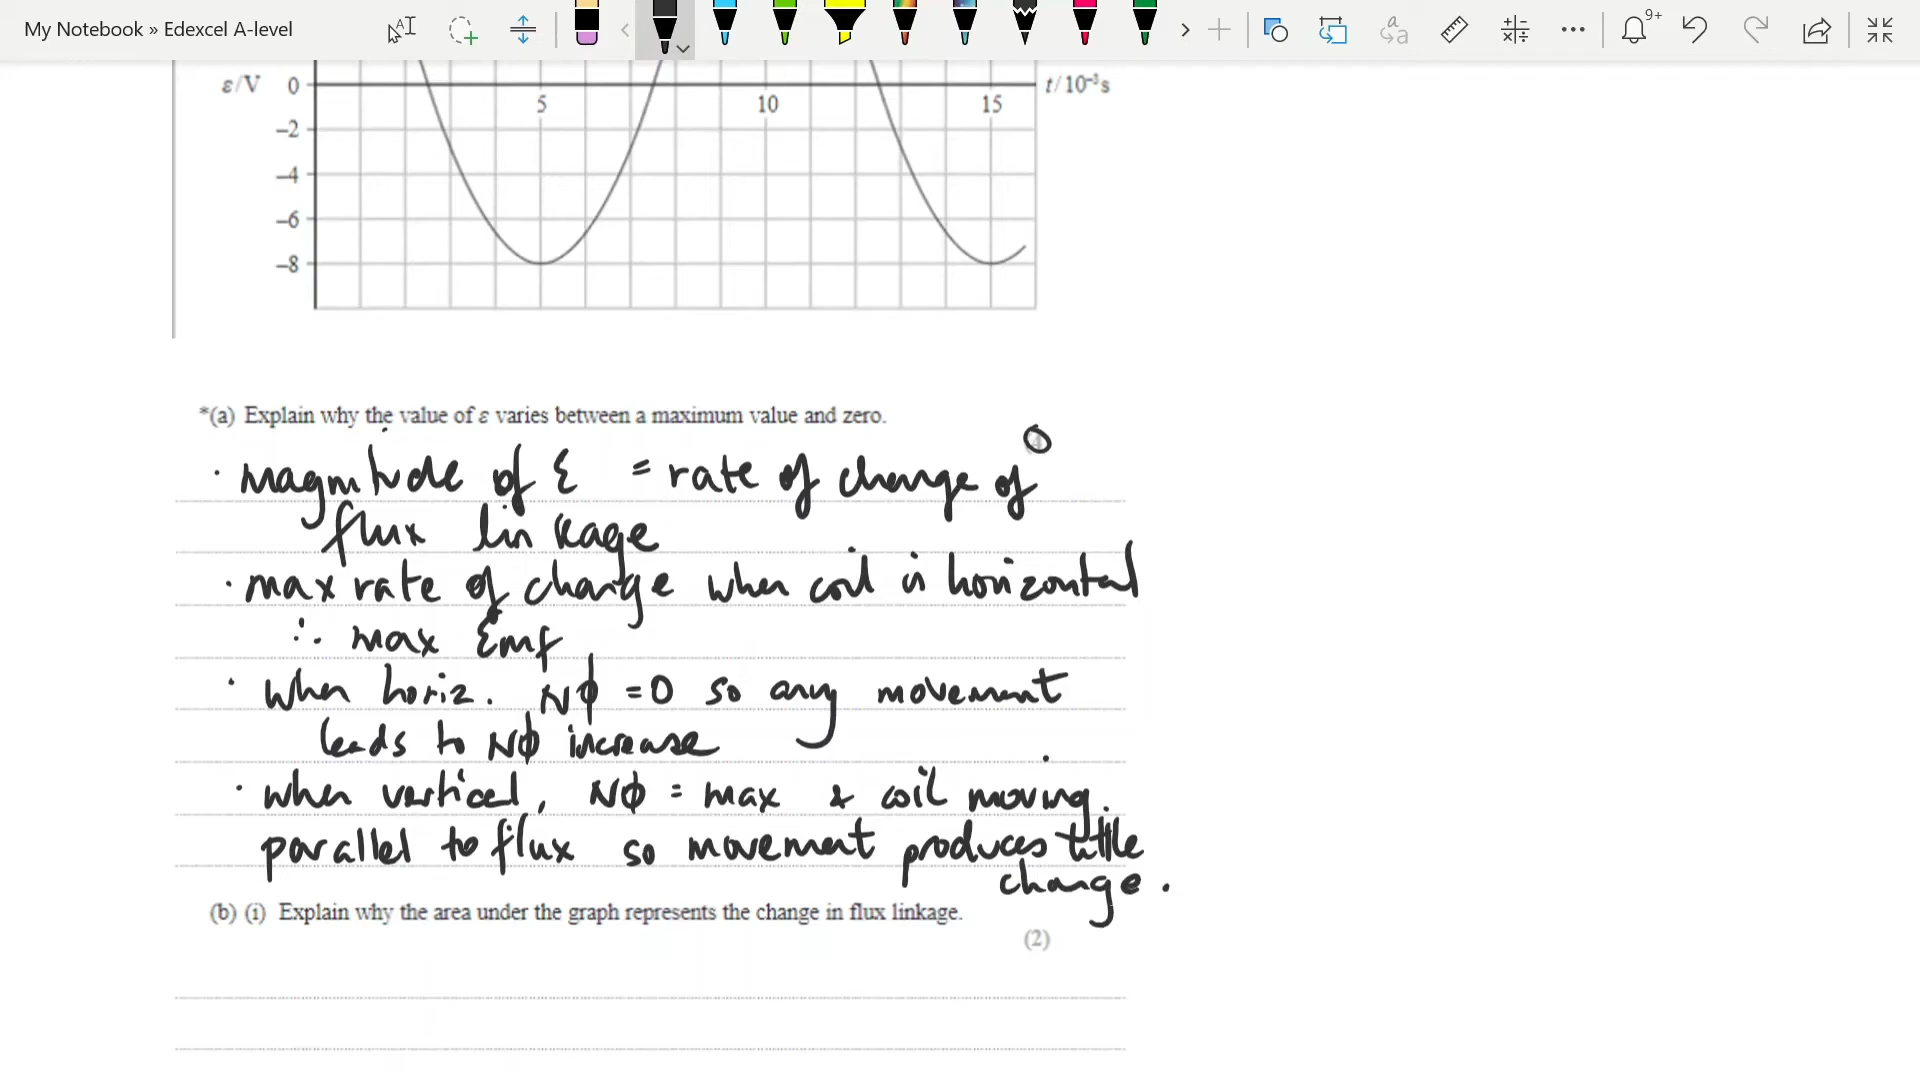 My Notebook » Edexcel A-level
9+
ε/V 0 5 10 15 t/10⁻³s
–2
–4
–6
–8
*(a) Explain why the value of ε varies between a maximum value and zero.
· magnitude of ε = rate of change of
flux linkage
· max rate of change when coil is horizontal
∴ max Emf
· when horiz. Nϕ = 0 so any movement
leads to Nϕ increase
· when vertical, Nϕ = max & coil moving
parallel to flux so movement produces little
change.
(b) (i) Explain why the area under the graph represents the change in flux linkage.
(2)